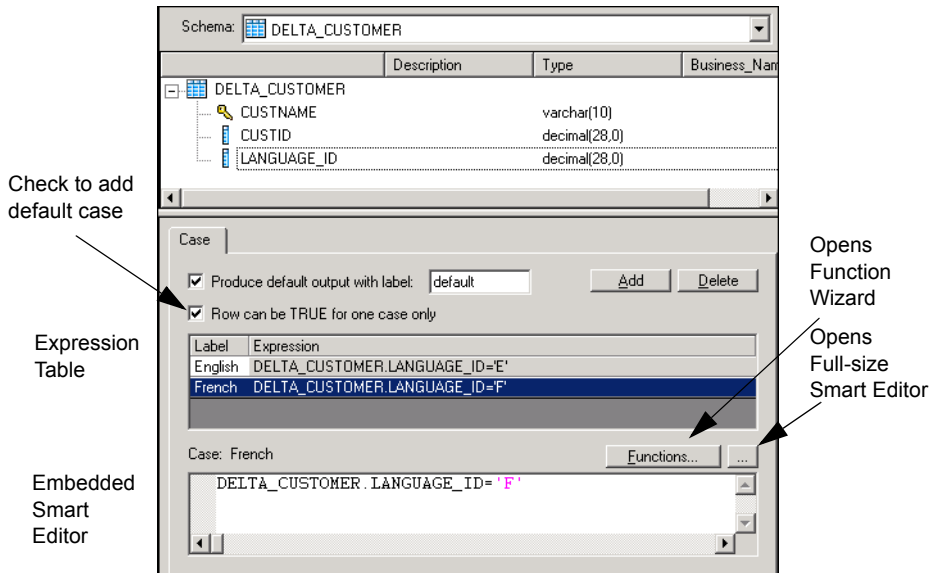 Schema: DELTA_CUSTOMER
Description Type Business_Nam
DELTA_CUSTOMER
CUSTNAME varchar(10)
CUSTID decimal(28,0)
LANGUAGE_ID decimal(28,0)
Check to add
default case
Case
Produce default output with label: default Add Delete
Row can be TRUE for one case only
Opens
Function
Wizard
Expression
Table
Label Expression
English DELTA_CUSTOMER.LANGUAGE_ID='E'
French DELTA_CUSTOMER.LANGUAGE_ID='F'
Opens
Full-size
Smart Editor
Case: French Functions... ...
Embedded
Smart
Editor
DELTA_CUSTOMER.LANGUAGE_ID='F'